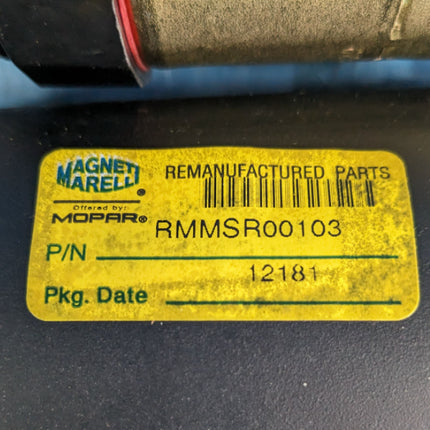 MAGNETI MARELLI®
REMANUFACTURED PARTS
Offered by:
MOPAR®
RMMSR00103
P/N
12181
Pkg. Date